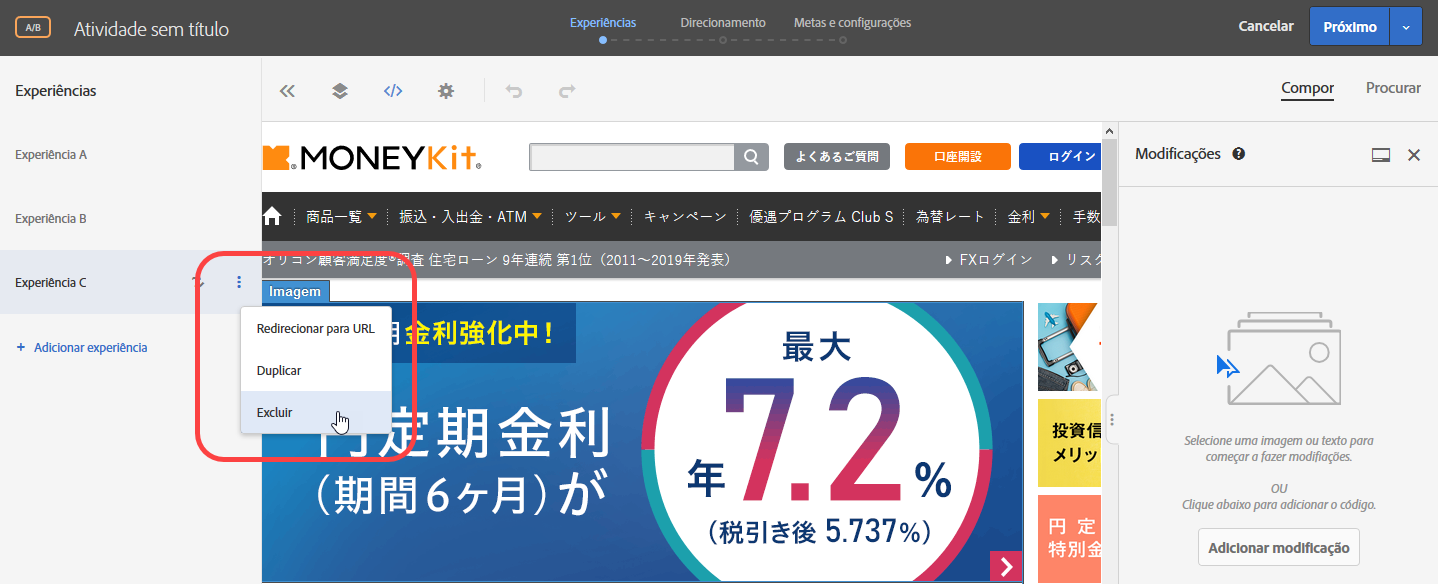 A/B
Atividade sem título
Experiências
Direcionamento
Metas e configurações
Cancelar
Próximo
Experiências
Compor
Procurar
Experiência A
Experiência B
Experiência C
Redirecionar para URL
Duplicar
Excluir
+ Adicionar experiência
MONEYKit
よくあるご質問
口座開設
ログイン
商品一覧
振込・入出金・ATM
ツール
キャンペーン
優遇プログラム Club S
為替レート
金利
手数
オリコン顧客満足度®調査 住宅ローン 9年連続 第1位（2011～2019年発表）
FXログイン
リスク
Imagem
期金利強化中！
円定期金利
（期間6ヶ月）が
最大
年7.2%
（税引き後 5.737%）
投資信
メリッ
円 定
特別金
Modificações
Selecione uma imagem ou texto para
começar a fazer modifiações.
OU
Clique abaixo para adicionar o código.
Adicionar modificação